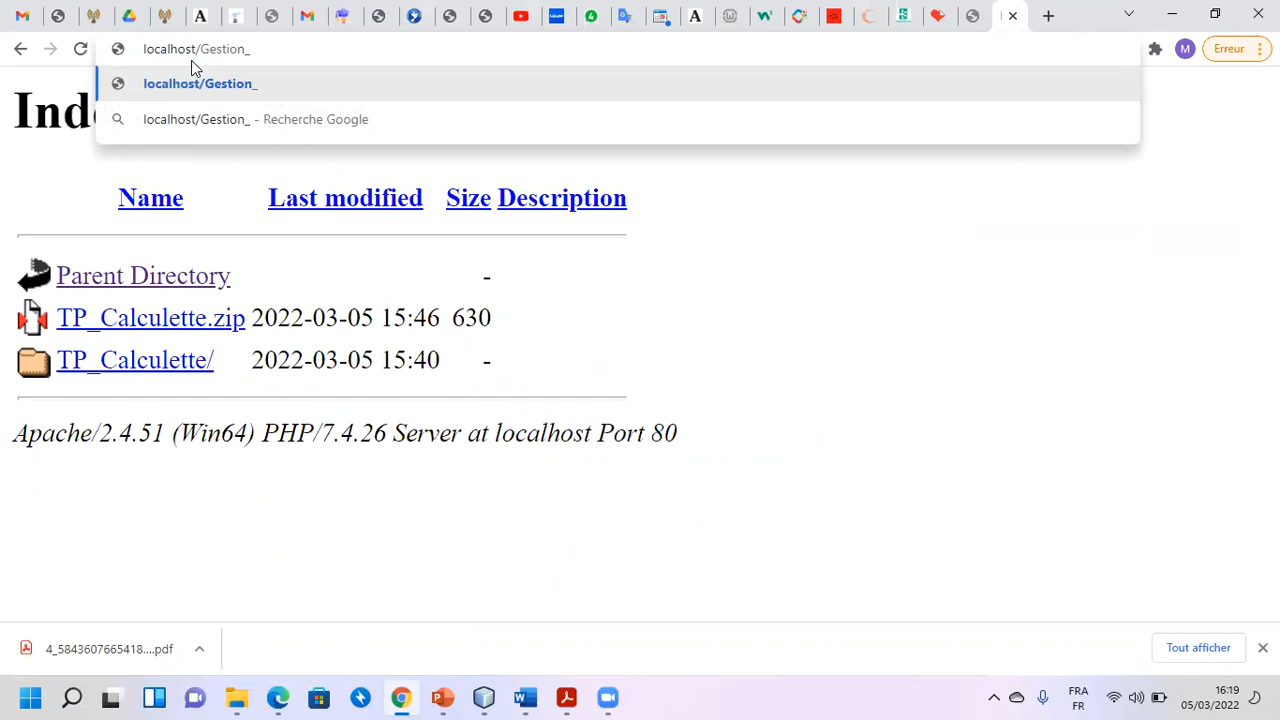 Erreur
localhost/Gestion_
localhost/Gestion_
localhost/Gestion_ - Recherche Google
Name Last modified Size Description
Parent Directory -
TP_Calculette.zip 2022-03-05 15:46 630
TP_Calculette/ 2022-03-05 15:40 -
Apache/2.4.51 (Win64) PHP/7.4.26 Server at localhost Port 80
4_5843607665418....pdf
Tout afficher
FRA
FR
16:19
05/03/2022